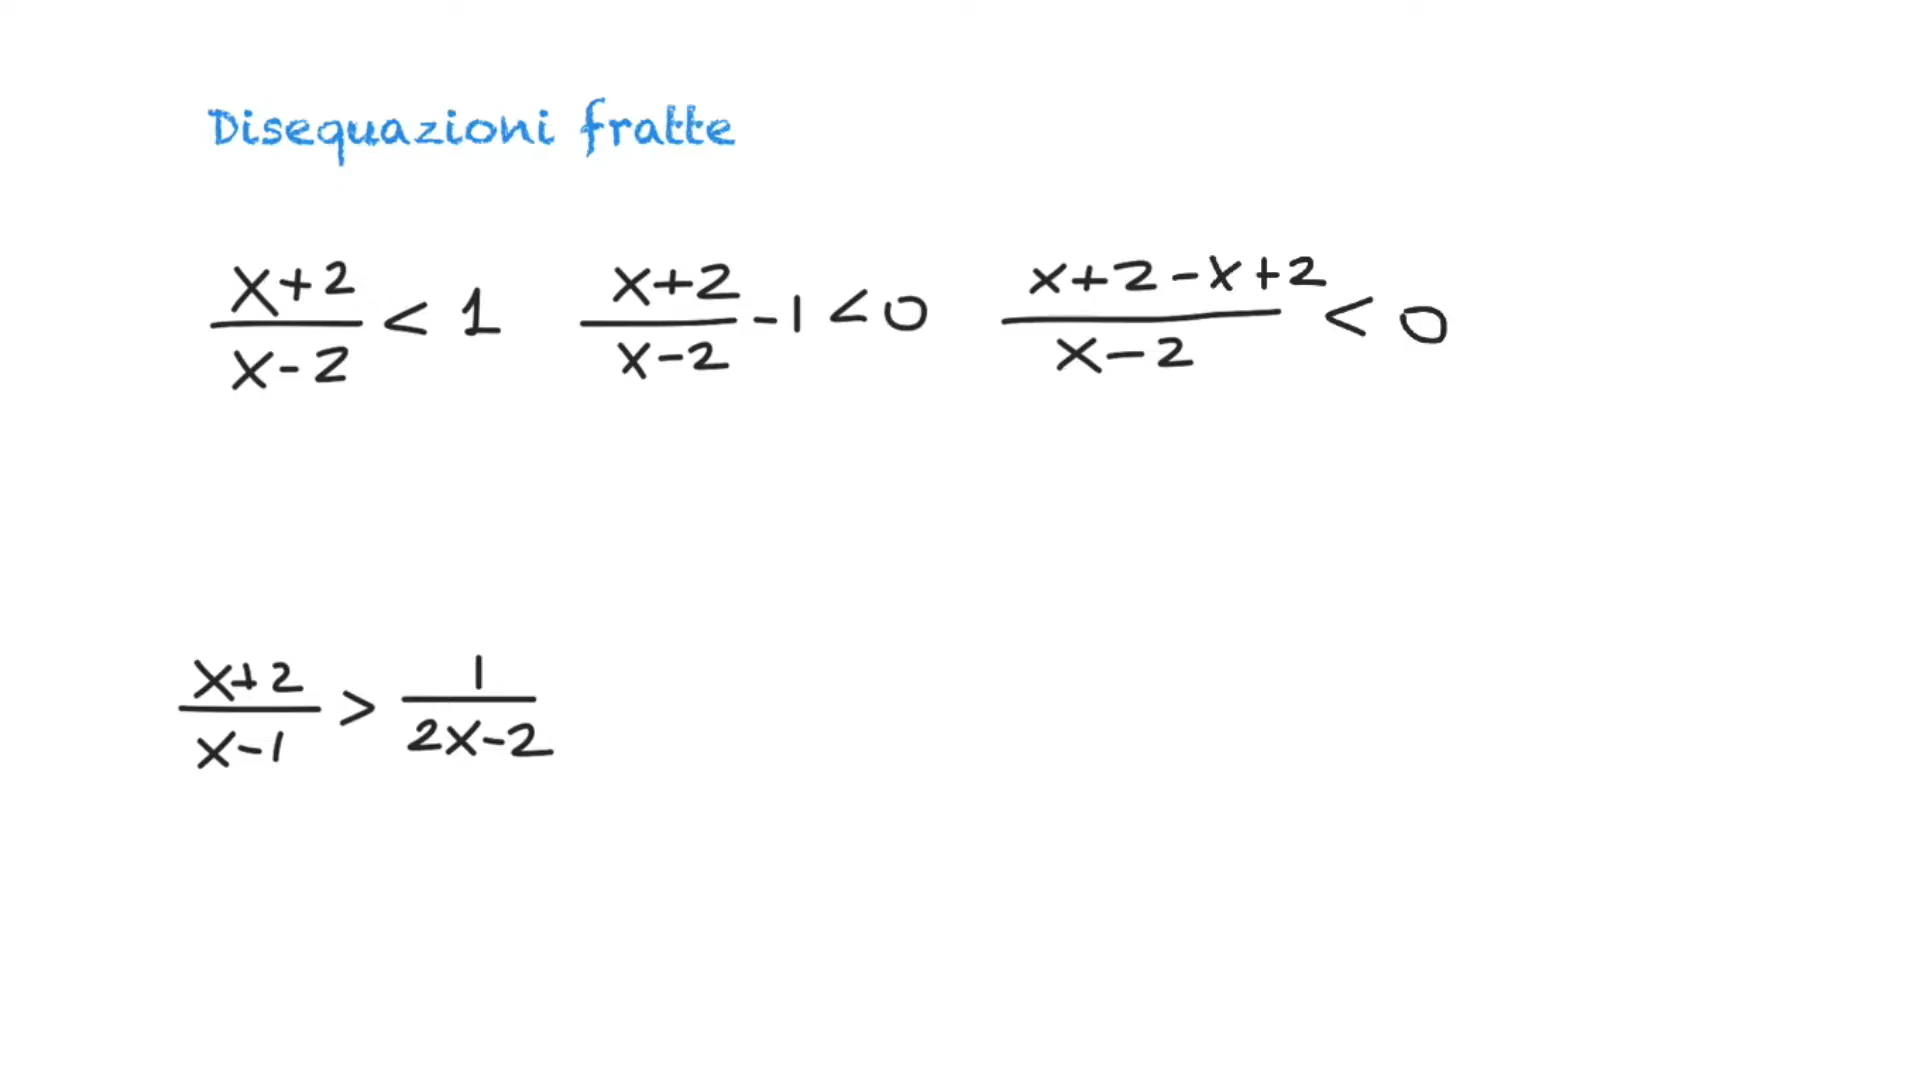 Disequazioni fratte
(x+2)/(x-2) < 1   (x+2)/(x-2) -1 < 0   (x+2-x+2)/(x-2) < 0
(x+2)/(x-1) > 1/(2x-2)